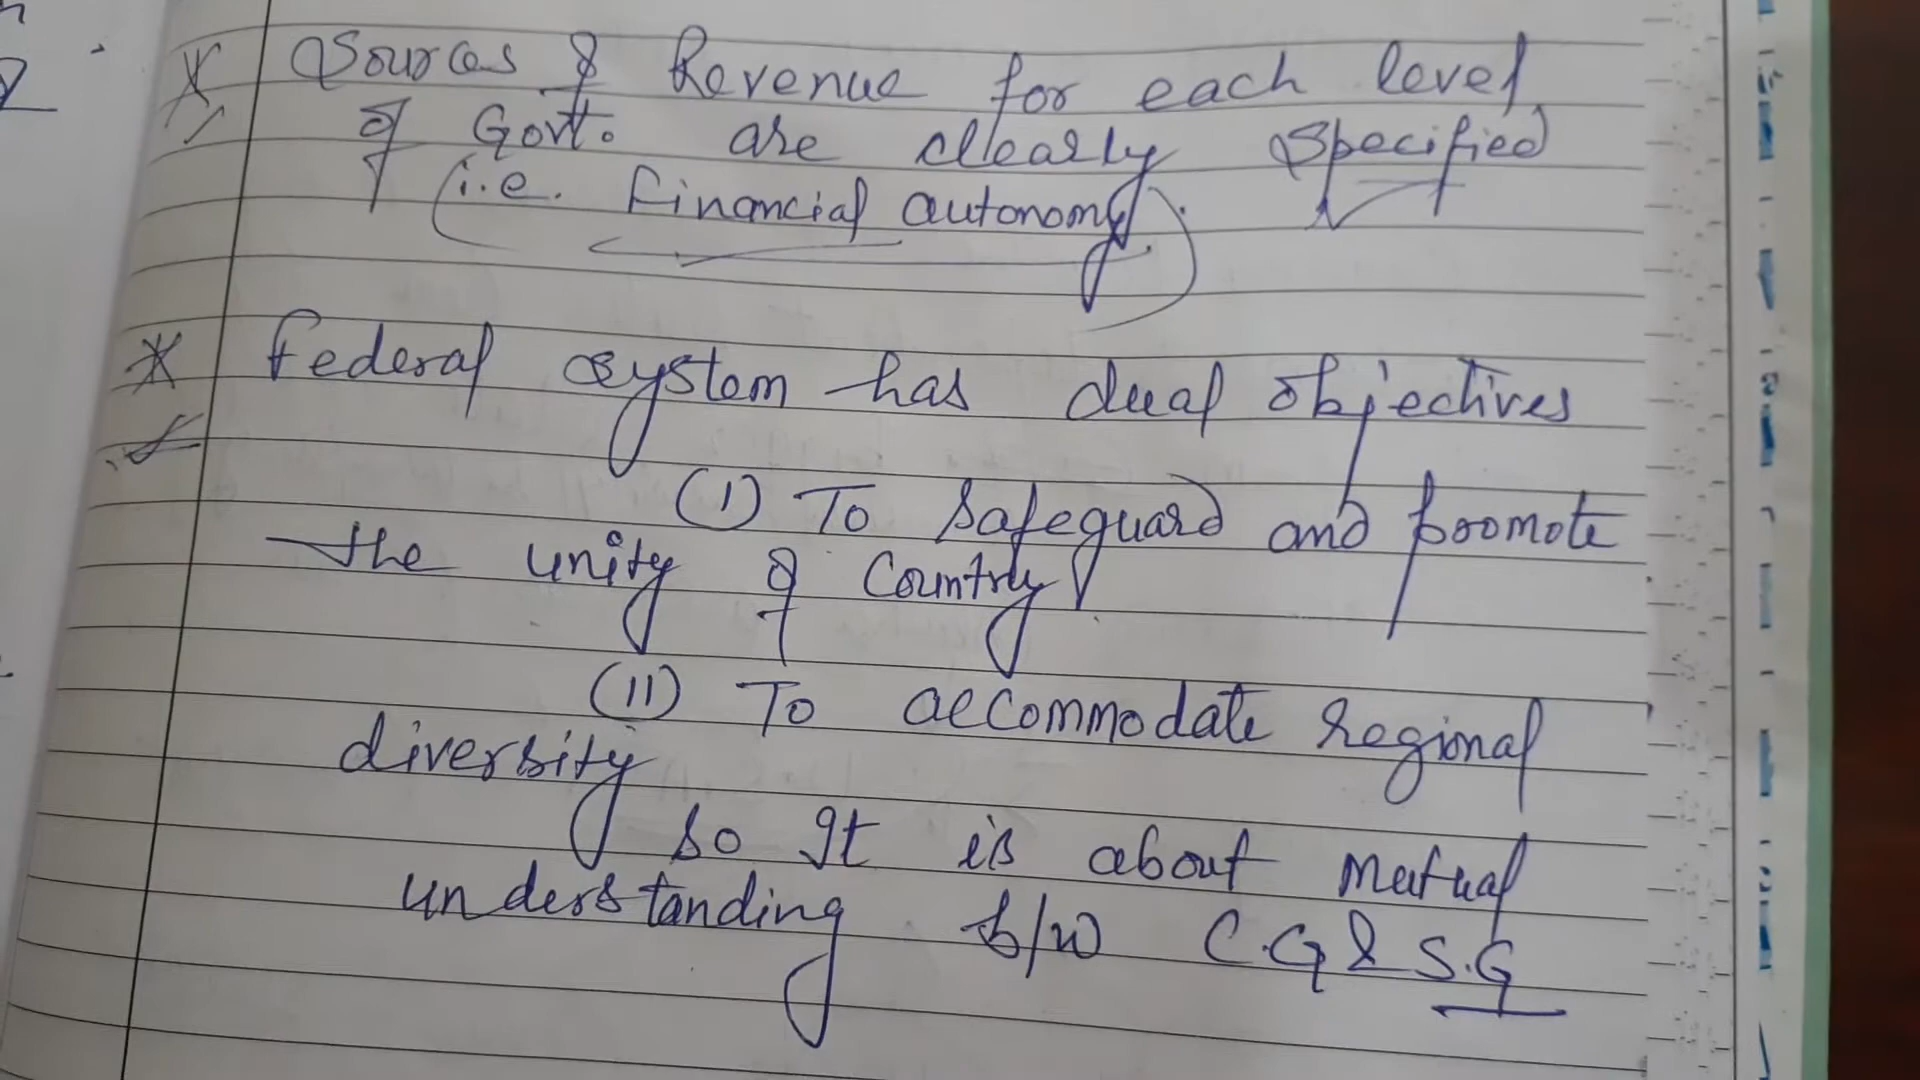 * Sources of Revenue for each level
of Govt. are clearly specified
(i.e. financial autonomy).
* federal system has dual objectives
(I) To safeguard and promote
the unity of Country
(II) To accommodate regional
diversity
so It is about mutual
understanding b/w C.G & S.G